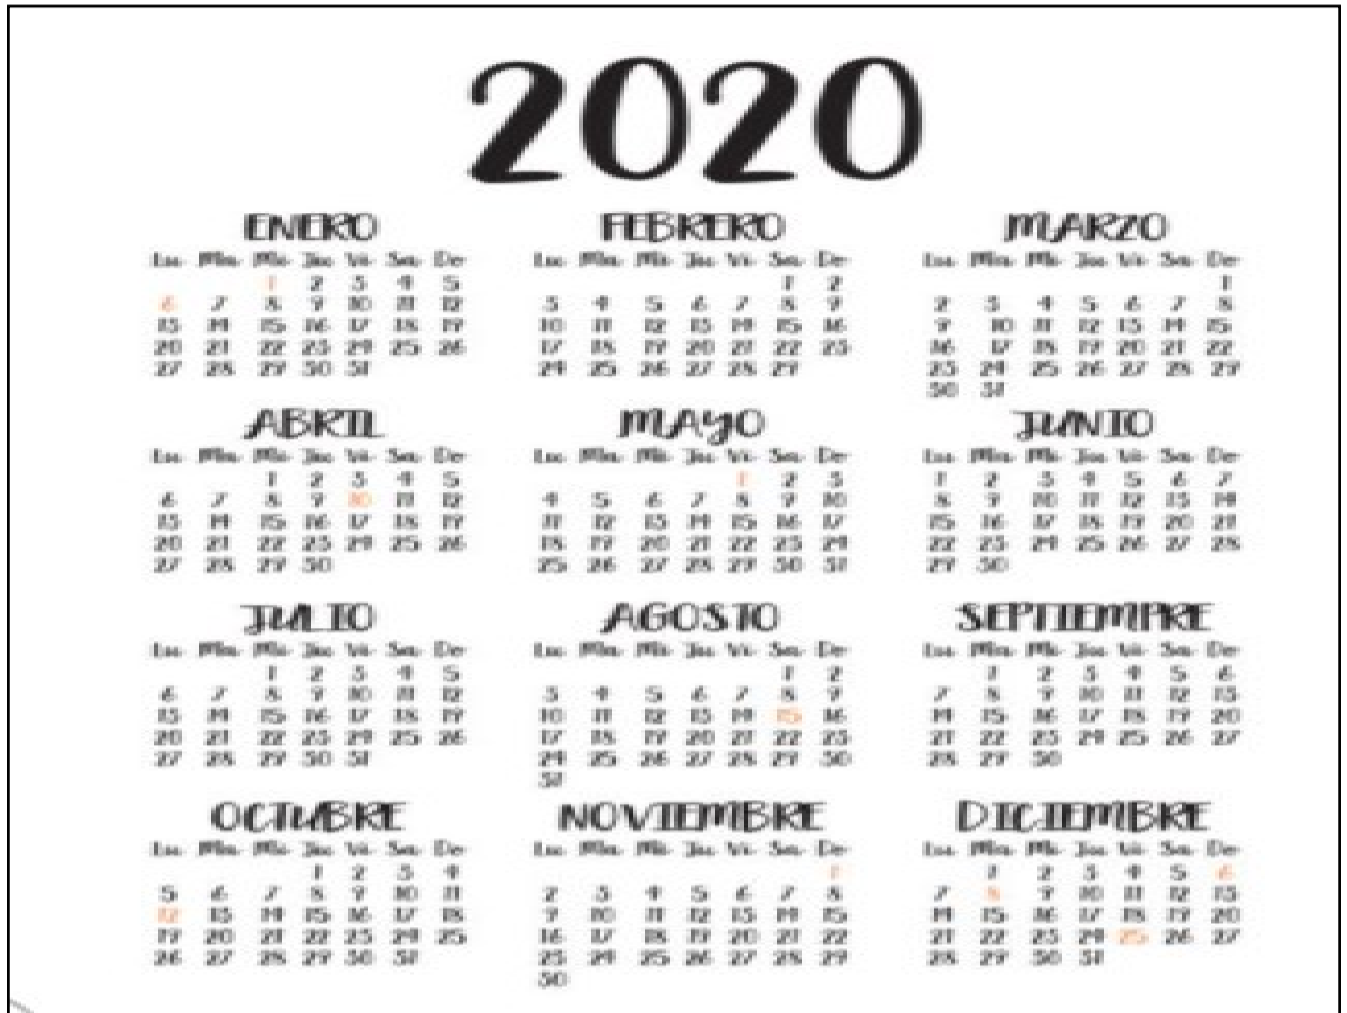 2020
ENERO
Lu. Ma. Mi. Ju. Vi. Sa. Do
1 2 3 4 5
6 7 8 9 10 11 12
13 14 15 16 17 18 19
20 21 22 23 24 25 26
27 28 29 30 31
FEBRERO
Lu. Ma. Mi. Ju. Vi. Sa. Do
1 2
3 4 5 6 7 8 9
10 11 12 13 14 15 16
17 18 19 20 21 22 23
24 25 26 27 28 29
MARZO
Lu. Ma. Mi. Ju. Vi. Sa. Do
1
2 3 4 5 6 7 8
9 10 11 12 13 14 15
16 17 18 19 20 21 22
23 24 25 26 27 28 29
30 31
ABRIL
Lu. Ma. Mi. Ju. Vi. Sa. Do
1 2 3 4 5
6 7 8 9 10 11 12
13 14 15 16 17 18 19
20 21 22 23 24 25 26
27 28 29 30
MAYO
Lu. Ma. Mi. Ju. Vi. Sa. Do
1 2 3
4 5 6 7 8 9 10
11 12 13 14 15 16 17
18 19 20 21 22 23 24
25 26 27 28 29 30 31
JUNIO
Lu. Ma. Mi. Ju. Vi. Sa. Do
1 2 3 4 5 6 7
8 9 10 11 12 13 14
15 16 17 18 19 20 21
22 23 24 25 26 27 28
29 30
JULIO
Lu. Ma. Mi. Ju. Vi. Sa. Do
1 2 3 4 5
6 7 8 9 10 11 12
13 14 15 16 17 18 19
20 21 22 23 24 25 26
27 28 29 30 31
AGOSTO
Lu. Ma. Mi. Ju. Vi. Sa. Do
1 2
3 4 5 6 7 8 9
10 11 12 13 14 15 16
17 18 19 20 21 22 23
24 25 26 27 28 29 30
31
SEPTIEMPRE
Lu. Ma. Mi. Ju. Vi. Sa. Do
1 2 3 4 5 6
7 8 9 10 11 12 13
14 15 16 17 18 19 20
21 22 23 24 25 26 27
28 29 30
OCTUBRE
Lu. Ma. Mi. Ju. Vi. Sa. Do
1 2 3 4
5 6 7 8 9 10 11
12 13 14 15 16 17 18
19 20 21 22 23 24 25
26 27 28 29 30 31
NOVIEMBRE
Lu. Ma. Mi. Ju. Vi. Sa. Do
1
2 3 4 5 6 7 8
9 10 11 12 13 14 15
16 17 18 19 20 21 22
23 24 25 26 27 28 29
30
DICIEMBRE
Lu. Ma. Mi. Ju. Vi. Sa. Do
1 2 3 4 5 6
7 8 9 10 11 12 13
14 15 16 17 18 19 20
21 22 23 24 25 26 27
28 29 30 31